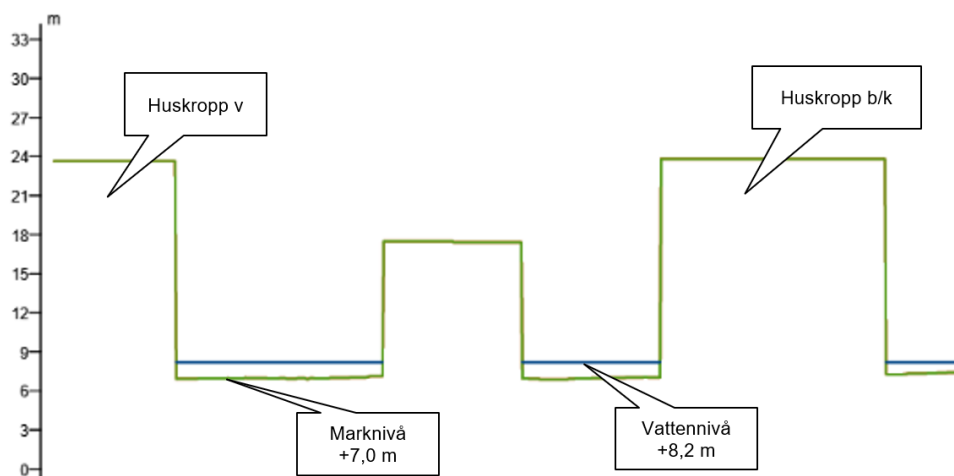 m
33
30
27
24
21
18
15
12
9
6
3
0
Huskropp v
Huskropp b/k
Marknivå
+7,0 m
Vattennivå
+8,2 m